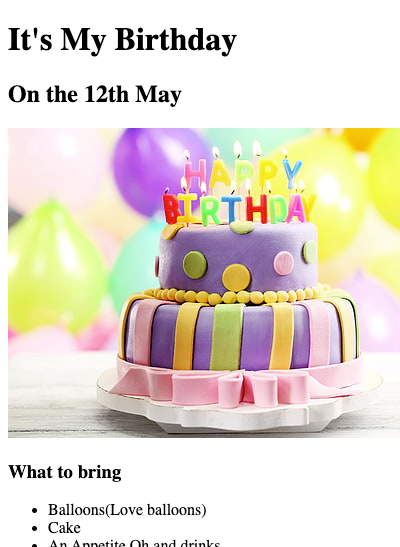 It's My Birthday
On the 12th May
HAPPY
BIRTHDAY
What to bring
Balloons(Love balloons)
Cake
An Appetite Oh and drinks